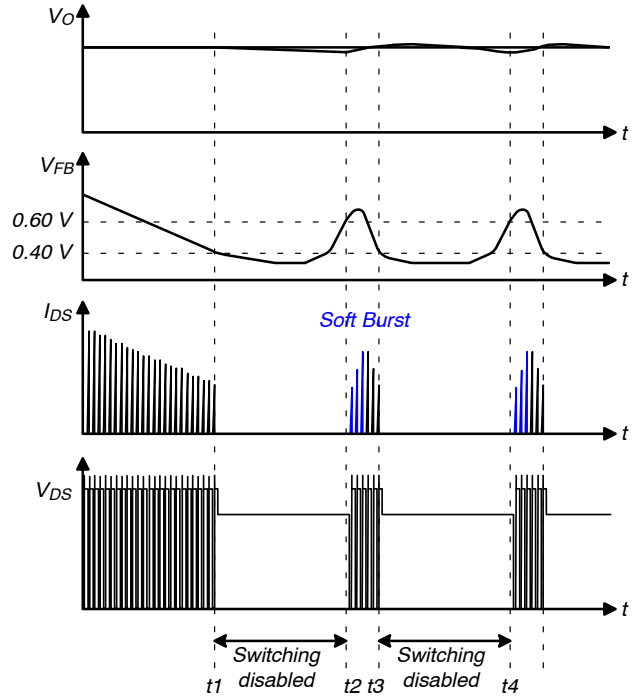 VO
t
VFB
0.60 V
0.40 V
t
IDS
Soft Burst
t
VDS
t
Switching
disabled
Switching
disabled
t1
t2
t3
t4